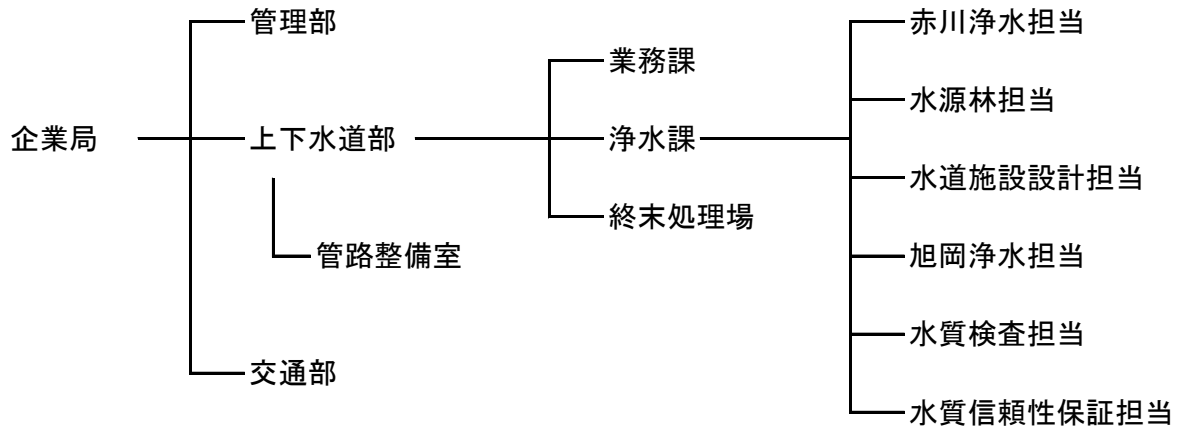 企業局
管理部
上下水道部
管路整備室
交通部
業務課
浄水課
終末処理場
赤川浄水担当
水源林担当
水道施設設計担当
旭岡浄水担当
水質検査担当
水質信頼性保証担当